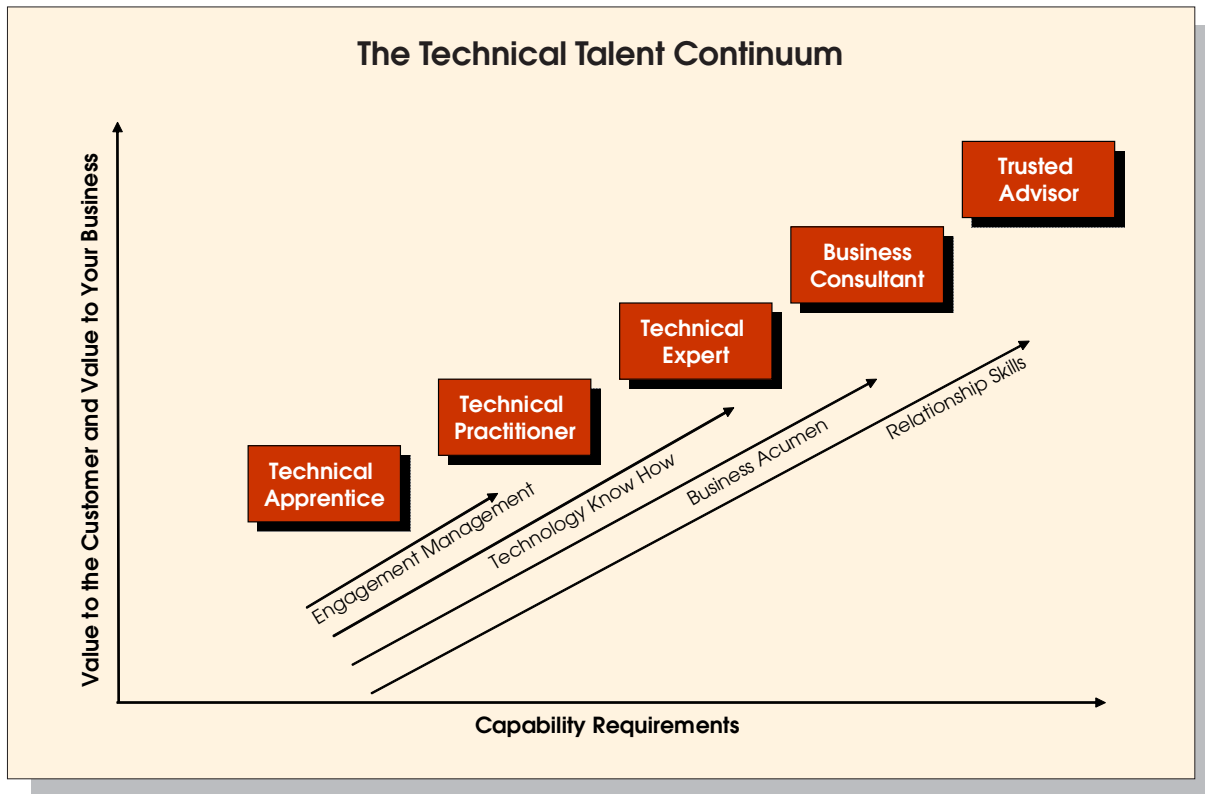 The Technical Talent Continuum
Value to the Customer and Value to Your Business
Trusted
Advisor
Business
Consultant
Technical
Expert
Technical
Practitioner
Technical
Apprentice
Engagement Management
Technology Know How
Business Acumen
Relationship Skills
Capability Requirements